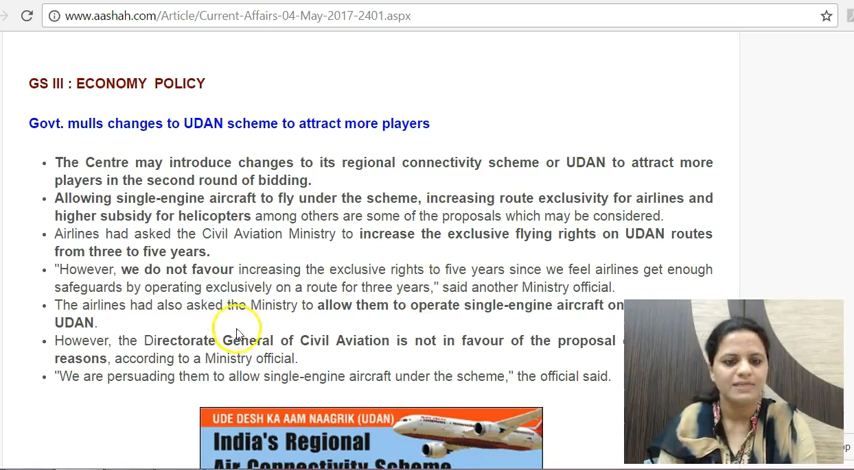 www.aashah.com/Article/Current-Affairs-04-May-2017-2401.aspx
GS III : ECONOMY POLICY
Govt. mulls changes to UDAN scheme to attract more players
• The Centre may introduce changes to its regional connectivity scheme or UDAN to attract more
players in the second round of bidding.
• Allowing single-engine aircraft to fly under the scheme, increasing route exclusivity for airlines and
higher subsidy for helicopters among others are some of the proposals which may be considered.
• Airlines had asked the Civil Aviation Ministry to increase the exclusive flying rights on UDAN routes
from three to five years.
• "However, we do not favour increasing the exclusive rights to five years since we feel airlines get enough
safeguards by operating exclusively on a route for three years," said another Ministry official.
• The airlines had also asked the Ministry to allow them to operate single-engine aircraft on
UDAN.
• However, the Directorate General of Civil Aviation is not in favour of the proposal
reasons, according to a Ministry official.
• "We are persuading them to allow single-engine aircraft under the scheme," the official said.
UDE DESH KA AAM NAAGRIK (UDAN)
India's Regional
Air Connectivity Scheme